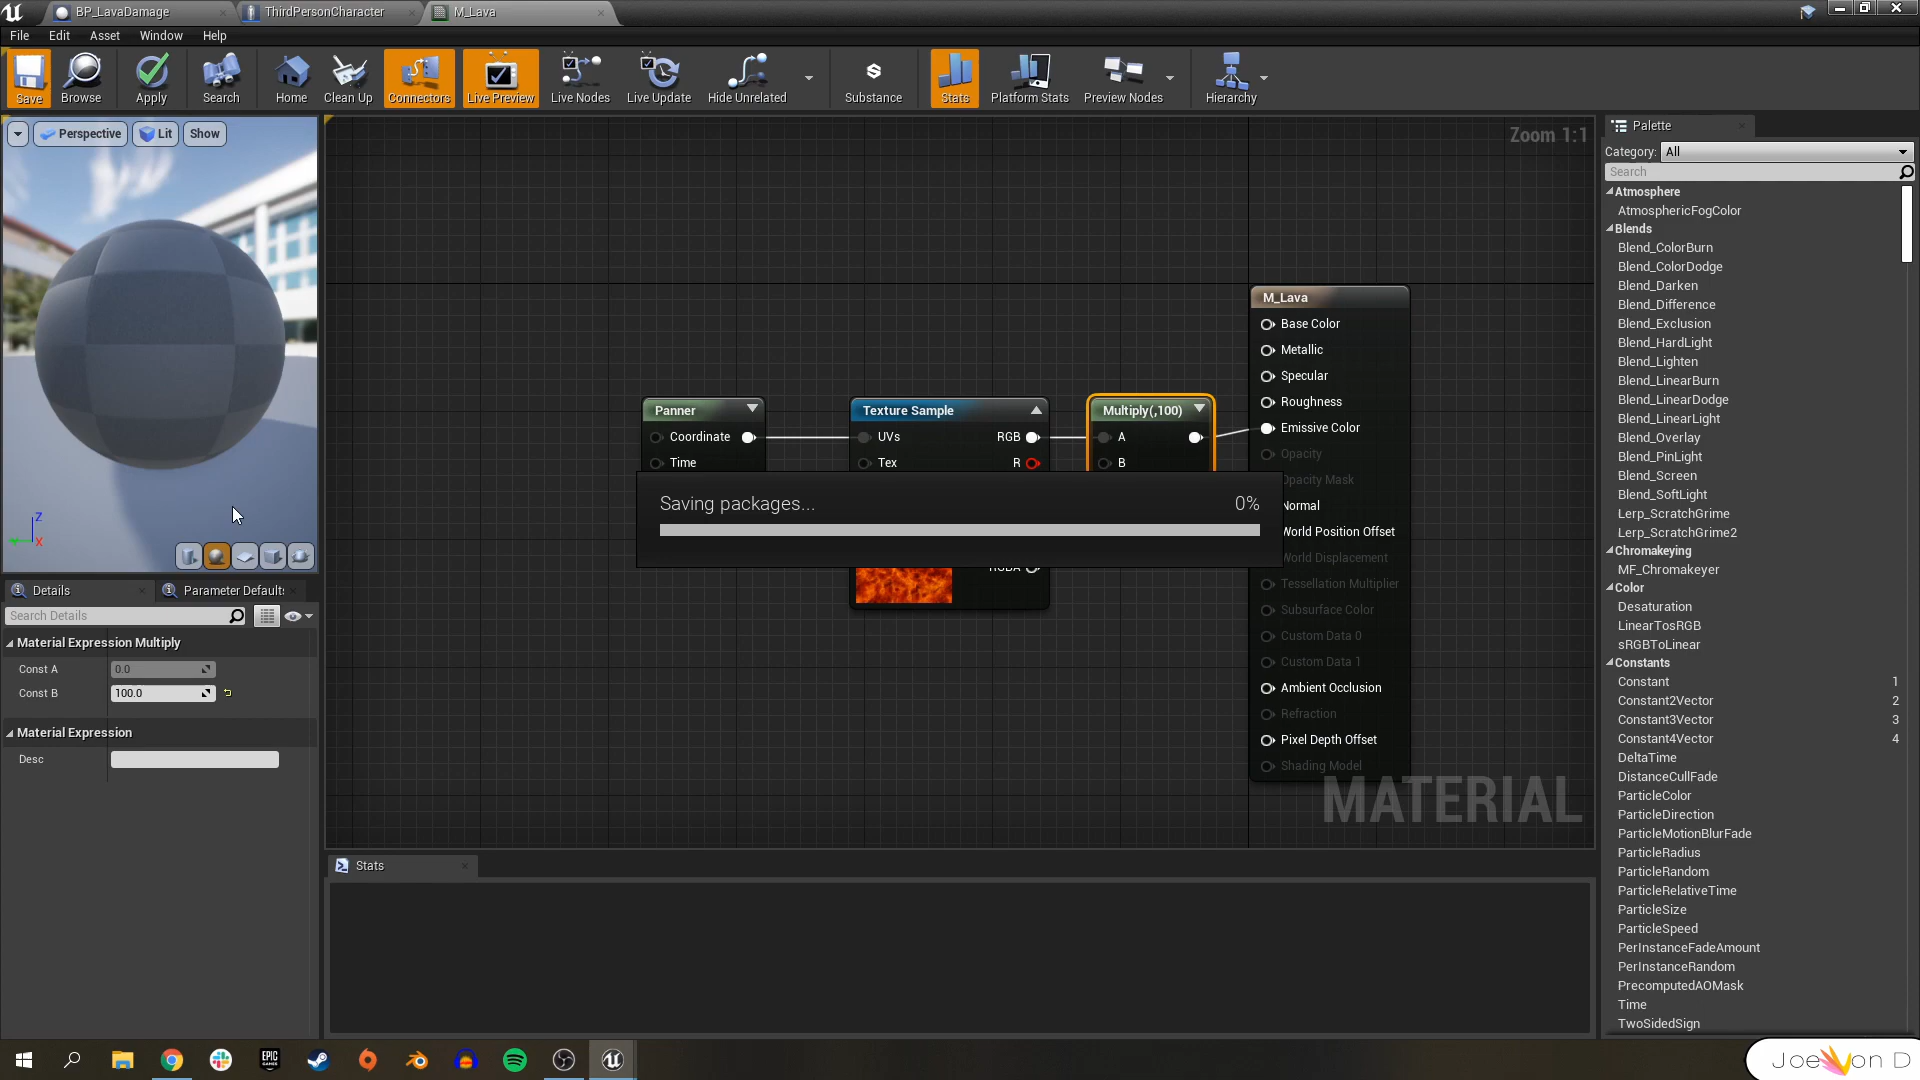 BP_LavaDamage
ThirdPersonCharacter
M_Lava
File Edit Asset Window Help
Save
Browse
Apply
Search
Home
Clean Up
Connectors
Live Preview
Live Nodes
Live Update
Hide Unrelated
Substance
Stats
Platform Stats
Preview Nodes
Hierarchy
Perspective
Lit
Show
Z
X
Zoom 1:1
Panner
Coordinate
Time
Texture Sample
UVs RGB
Tex R
RGBA
Multiply(,100)
A
B
M_Lava
Base Color
Metallic
Specular
Roughness
Emissive Color
Opacity
Opacity Mask
Normal
World Position Offset
World Displacement
Tessellation Multiplier
Subsurface Color
Custom Data 0
Custom Data 1
Ambient Occlusion
Refraction
Pixel Depth Offset
Shading Model
Saving packages... 0%
MATERIAL
Details
Parameter Defaults
Search Details
Material Expression Multiply
Const A 0.0
Const B 100.0
Material Expression
Desc
Stats
Palette
Category: All
Search
Atmosphere
AtmosphericFogColor
Blends
Blend_ColorBurn
Blend_ColorDodge
Blend_Darken
Blend_Difference
Blend_Exclusion
Blend_HardLight
Blend_Lighten
Blend_LinearBurn
Blend_LinearDodge
Blend_LinearLight
Blend_Overlay
Blend_PinLight
Blend_Screen
Blend_SoftLight
Lerp_ScratchGrime
Lerp_ScratchGrime2
Chromakeying
MF_Chromakeyer
Color
Desaturation
LinearTosRGB
sRGBToLinear
Constants
Constant 1
Constant2Vector 2
Constant3Vector 3
Constant4Vector 4
DeltaTime
DistanceCullFade
ParticleColor
ParticleDirection
ParticleMotionBlurFade
ParticleRadius
ParticleRandom
ParticleRelativeTime
ParticleSize
ParticleSpeed
PerInstanceFadeAmount
PerInstanceRandom
PrecomputedAOMask
Time
TwoSidedSign
EPIC GAMES
Joe Von D